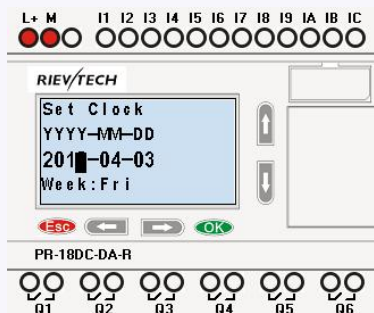 L+ M I1 I2 I3 I4 I5 I6 I7 I8 I9 IA IB IC
RIEVTECH
Set Clock
YYYY-MM-DD
201 -04-03
Week:Fri
Esc OK
PR-18DC-DA-R
Q1 Q2 Q3 Q4 Q5 Q6